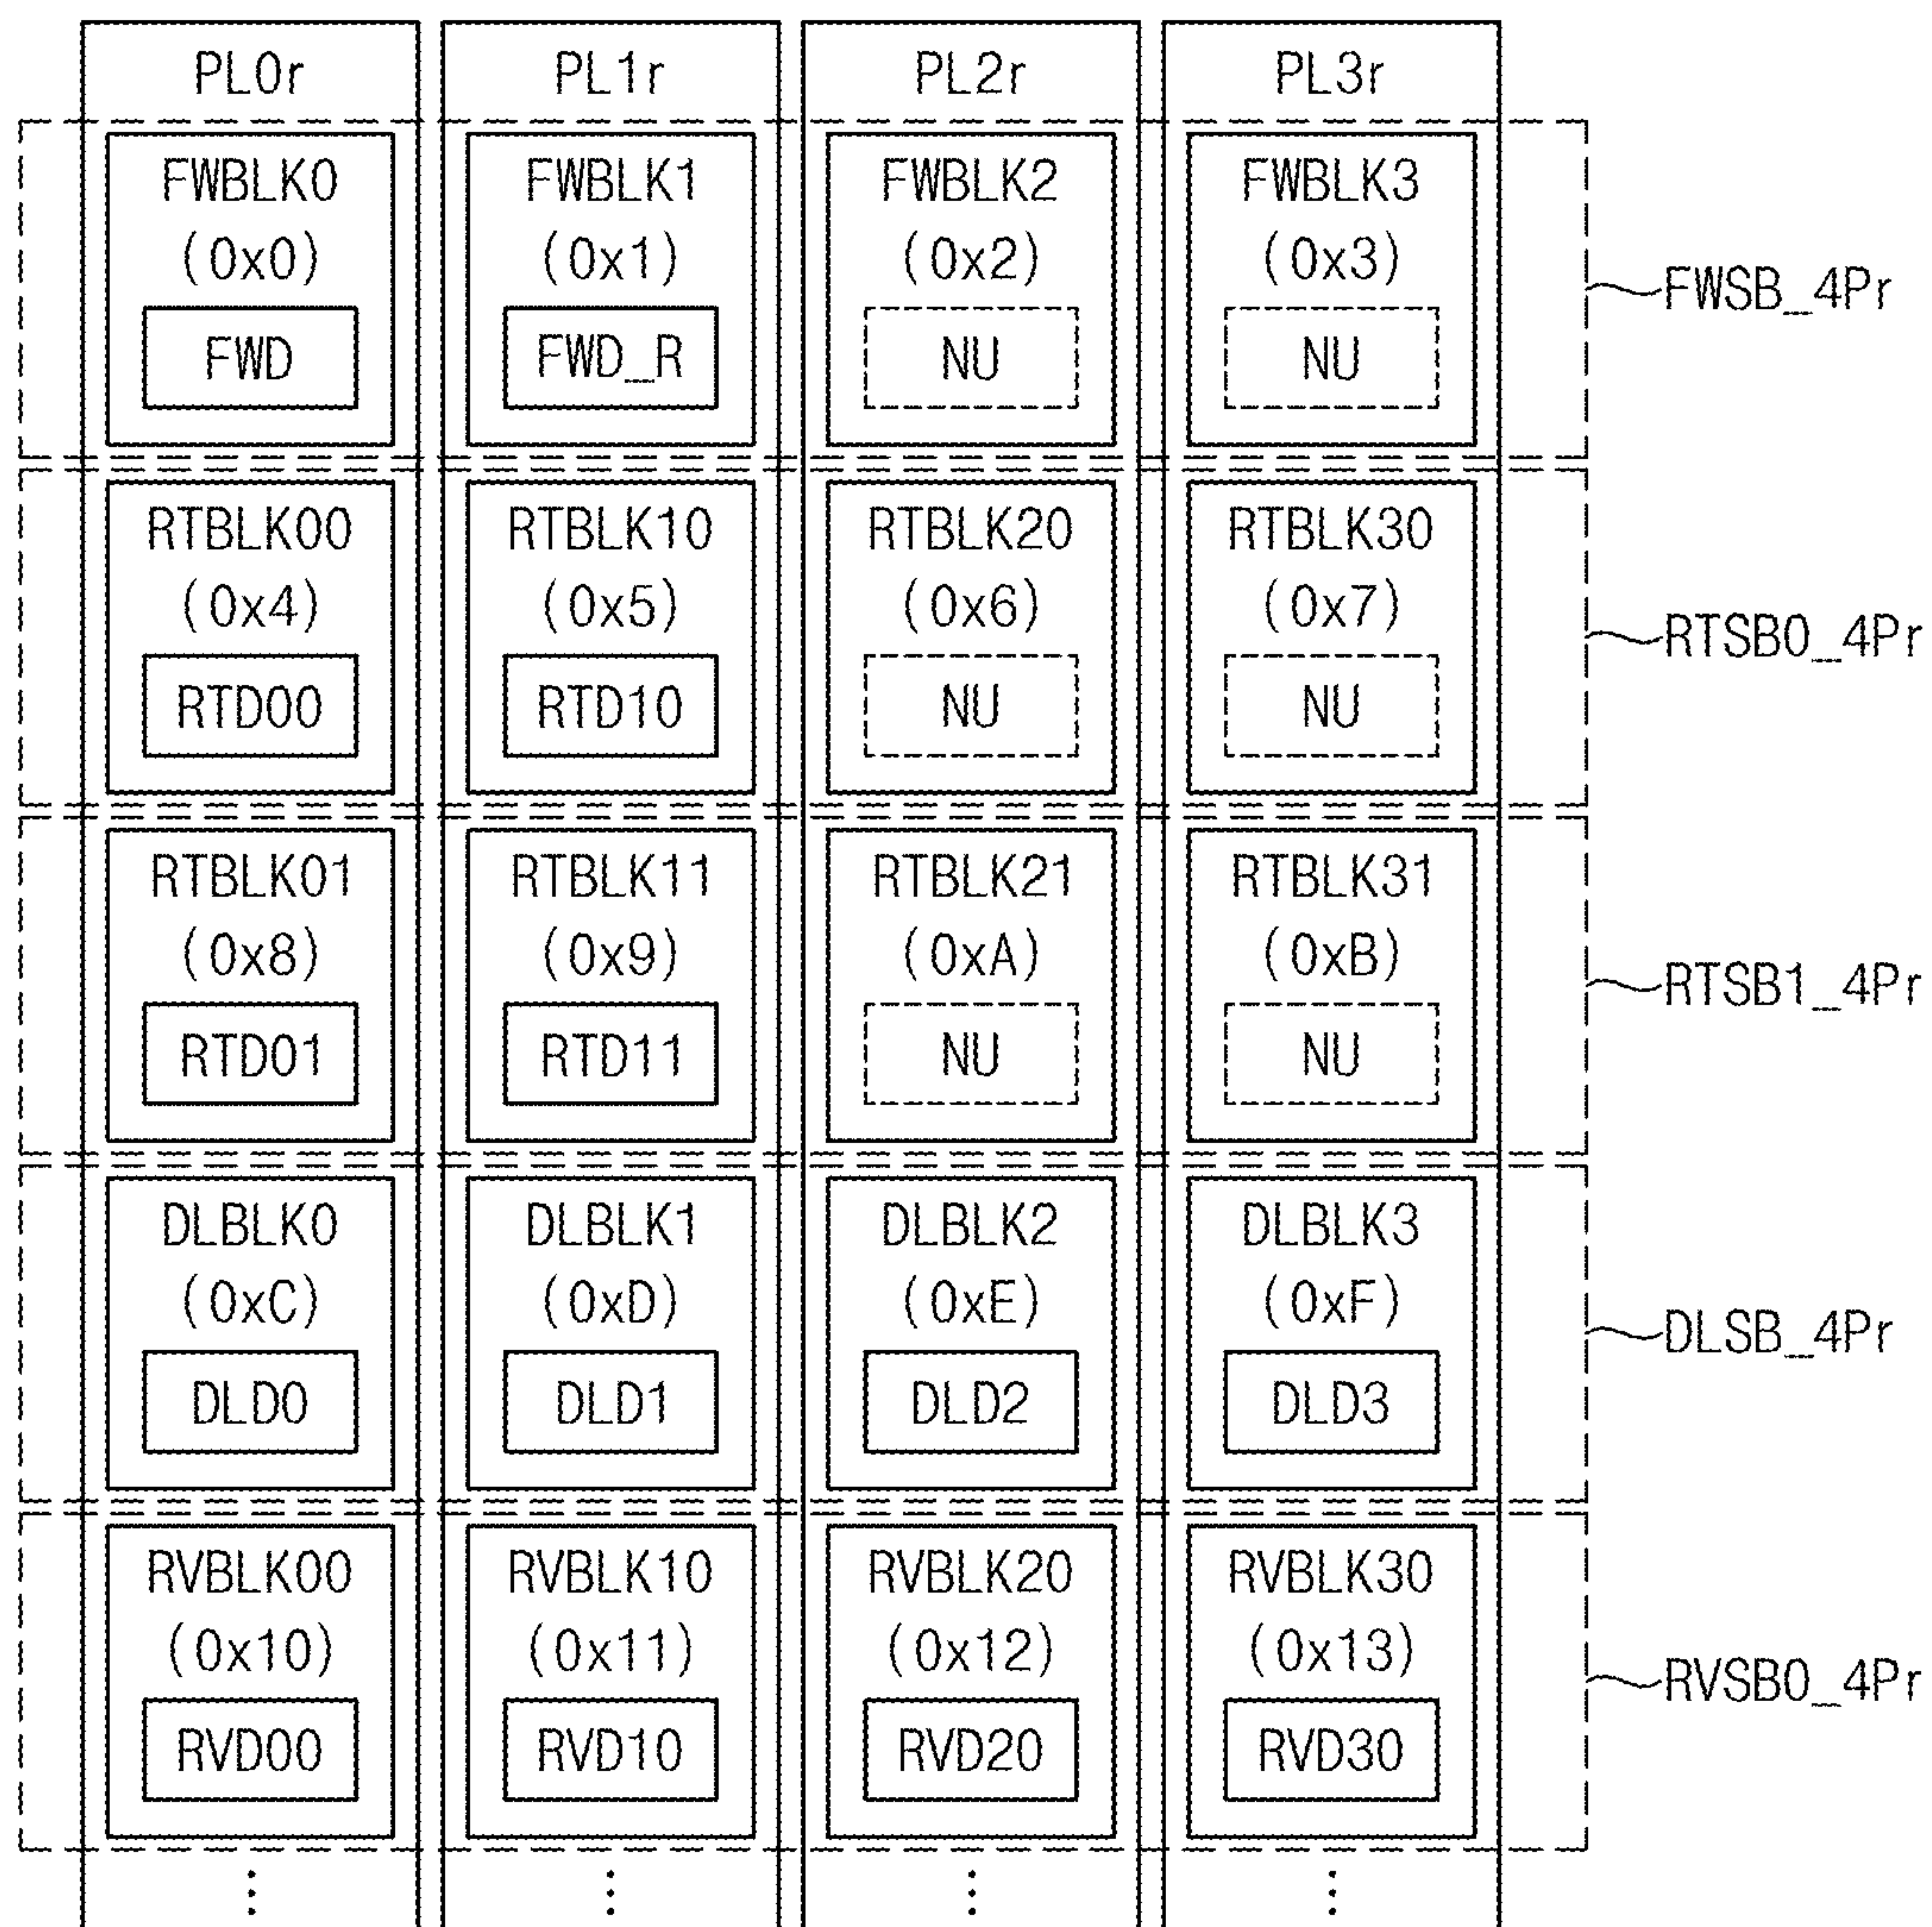 PL0r PL1r PL2r PL3r
FWBLK0 FWBLK1 FWBLK2 FWBLK3
(0x0) (0x1) (0x2) (0x3)
FWSB_4Pr
FWD FWD_R NU NU
RTBLK00 RTBLK10 RTBLK20 RTBLK30
(0x4) (0x5) (0x6) (0x7)
RTSB0_4Pr
RTD00 RTD10 NU NU
RTBLK01 RTBLK11 RTBLK21 RTBLK31
(0x8) (0x9) (0xA) (0xB)
RTSB1_4Pr
RTD01 RTD11 NU NU
DLBLK0 DLBLK1 DLBLK2 DLBLK3
(0xC) (0xD) (0xE) (0xF)
DLSB_4Pr
DLD0 DLD1 DLD2 DLD3
RVBLK00 RVBLK10 RVBLK20 RVBLK30
(0x10) (0x11) (0x12) (0x13)
RVSB0_4Pr
RVD00 RVD10 RVD20 RVD30